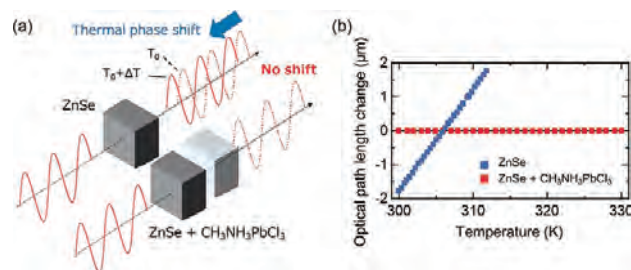 (a)
Thermal phase shift
T₀
T₀+ΔT
No shift
ZnSe
ZnSe + CH₃NH₃PbCl₃
(b)
Optical path length change (μm)
2
1
0
-1
-2
ZnSe
ZnSe + CH₃NH₃PbCl₃
300 310 320 330
Temperature (K)